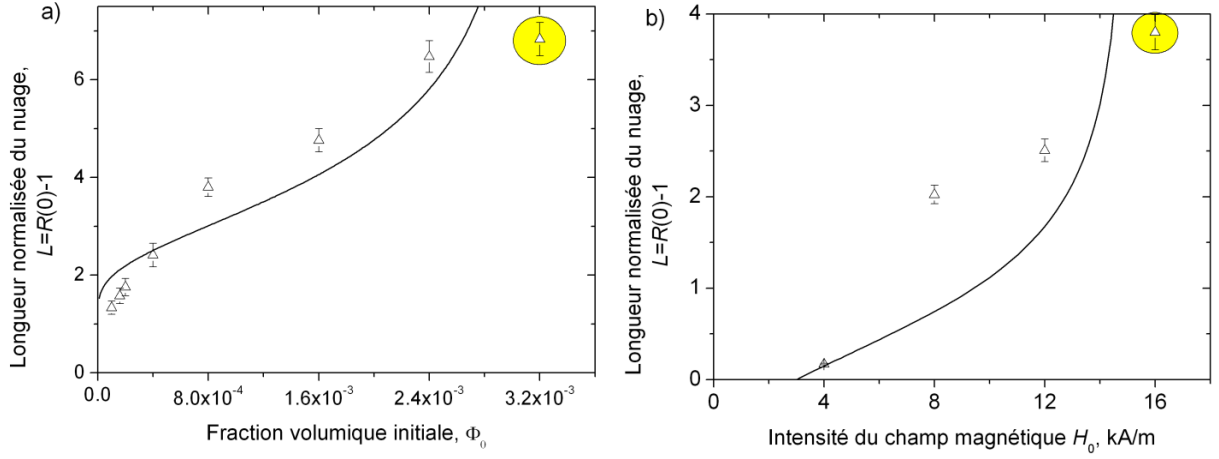 a)
Longueur normalisée du nuage,
L=R(0)-1
6
4
2
0
0.0
8.0x10⁻⁴
1.6x10⁻³
2.4x10⁻³
3.2x10⁻³
Fraction volumique initiale, Φ₀
b)
Longueur normalisée du nuage,
L=R(0)-1
4
3
2
1
0
0
4
8
12
16
Intensité du champ magnétique H₀, kA/m